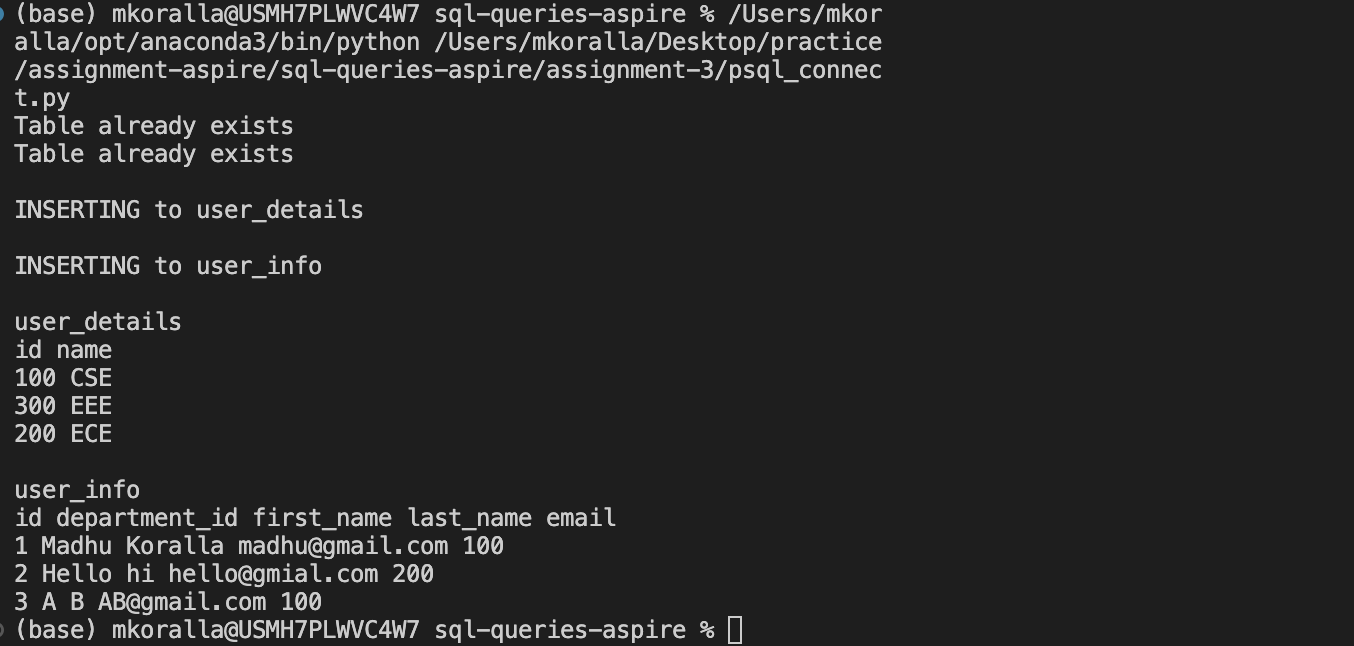 (base) mkoralla@USMH7PLWVC4W7 sql-queries-aspire % /Users/mkor
alla/opt/anaconda3/bin/python /Users/mkoralla/Desktop/practice
/assignment-aspire/sql-queries-aspire/assignment-3/psql_connec
t.py
Table already exists
Table already exists
INSERTING to user_details
INSERTING to user_info
user_details
id name
100 CSE
300 EEE
200 ECE
user_info
id department_id first_name last_name email
1 Madhu Koralla madhu@gmail.com 100
2 Hello hi hello@gmial.com 200
3 A B AB@gmail.com 100
(base) mkoralla@USMH7PLWVC4W7 sql-queries-aspire %